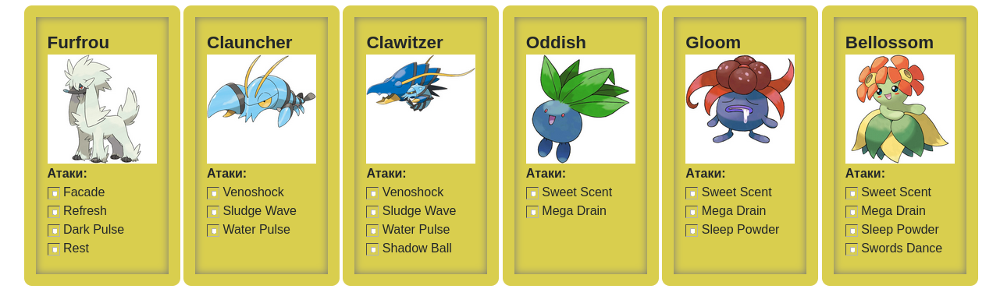 Furfrou
Атаки:
Facade
Refresh
Dark Pulse
Rest
Clauncher
Атаки:
Venoshock
Sludge Wave
Water Pulse
Clawitzer
Атаки:
Venoshock
Sludge Wave
Water Pulse
Shadow Ball
Oddish
Атаки:
Sweet Scent
Mega Drain
Gloom
Атаки:
Sweet Scent
Mega Drain
Sleep Powder
Bellossom
Атаки:
Sweet Scent
Mega Drain
Sleep Powder
Swords Dance